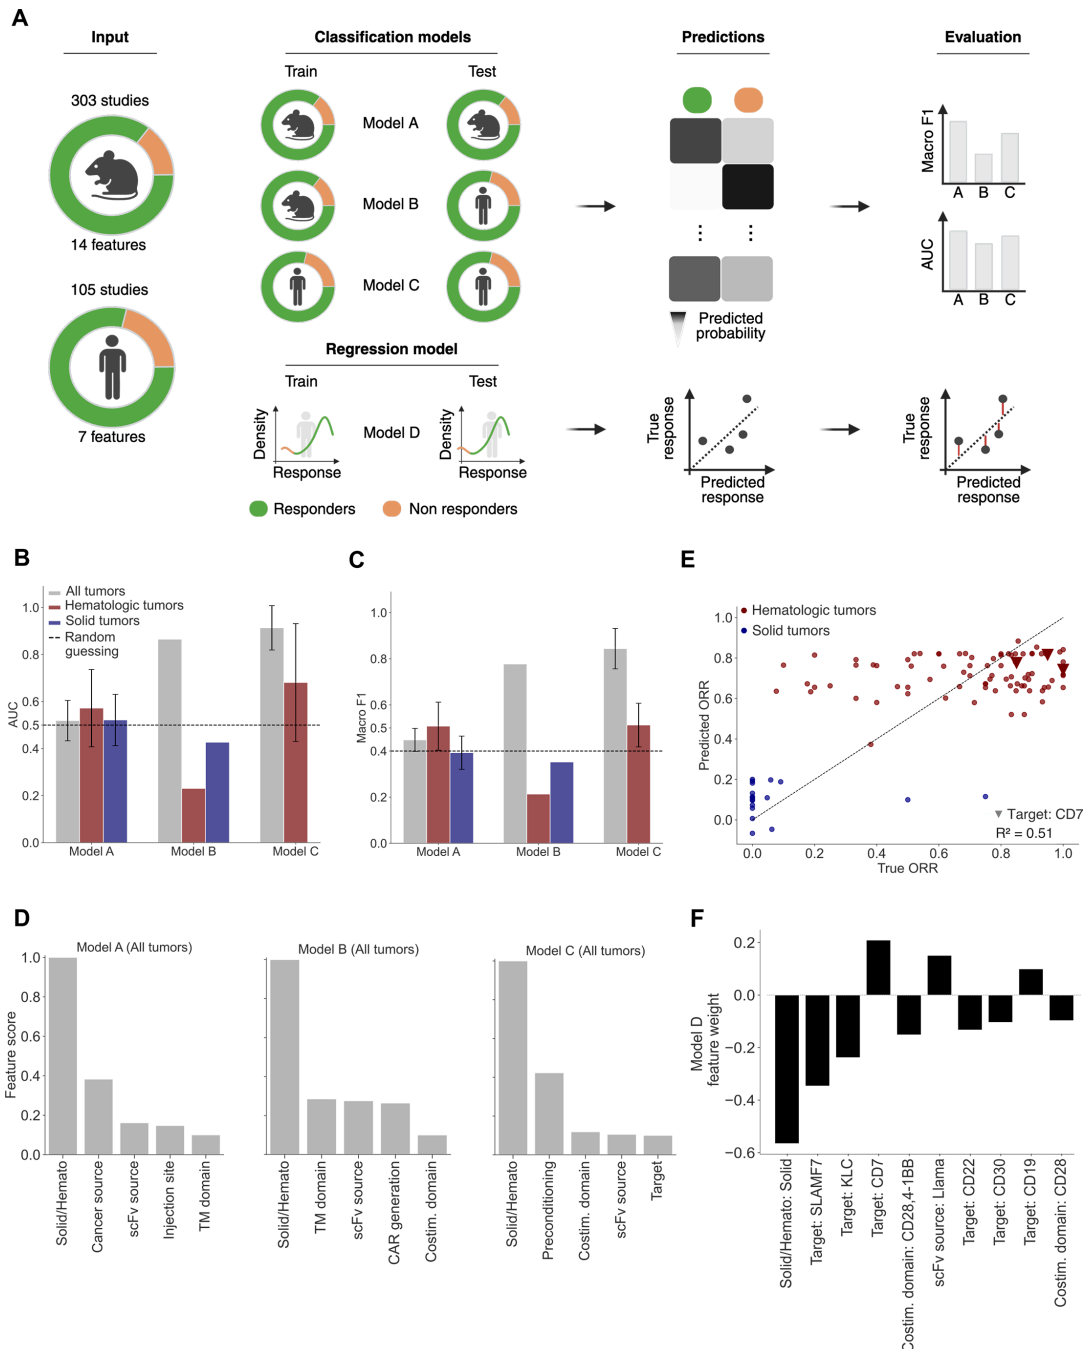 A
Input
Classification models
Predictions
Evaluation
Train
Test
303 studies
14 features
105 studies
7 features
Model A
Model B
Model C
Predicted
probability
Macro F1
A B C
AUC
A B C
Regression model
Train
Test
Density
Response
Model D
Density
Response
True
response
Predicted
response
True
response
Predicted
response
Responders
Non responders
B
All tumors
Hematologic tumors
Solid tumors
Random
guessing
AUC
1.0
0.8
0.6
0.5
0.4
0.2
0.0
Model A
Model B
Model C
C
Macro F1
1.0
0.8
0.6
0.5
0.4
0.2
0.0
Model A
Model B
Model C
E
Hematologic tumors
Solid tumors
Predicted ORR
1.0
0.8
0.6
0.4
0.2
0.0
Target: CD7
R² = 0.51
0.0 0.2 0.4 0.6 0.8 1.0
True ORR
D
Model A (All tumors)
Feature score
1.0
0.8
0.6
0.4
0.2
0.0
Solid/Hemato
Cancer source
scFv source
Injection site
TM domain
Model B (All tumors)
Solid/Hemato
TM domain
scFv source
CAR generation
Costim. domain
Model C (All tumors)
Solid/Hemato
Preconditioning
Costim. domain
scFv source
Target
F
Model D
feature weight
0.2
0.0
−0.2
−0.4
−0.6
Solid/Hemato: Solid
Target: SLAMF7
Target: KLC
Target: CD7
Costim. domain: CD28,4-1BB
scFv source: Llama
Target: CD22
Target: CD30
Target: CD19
Costim. domain: CD28